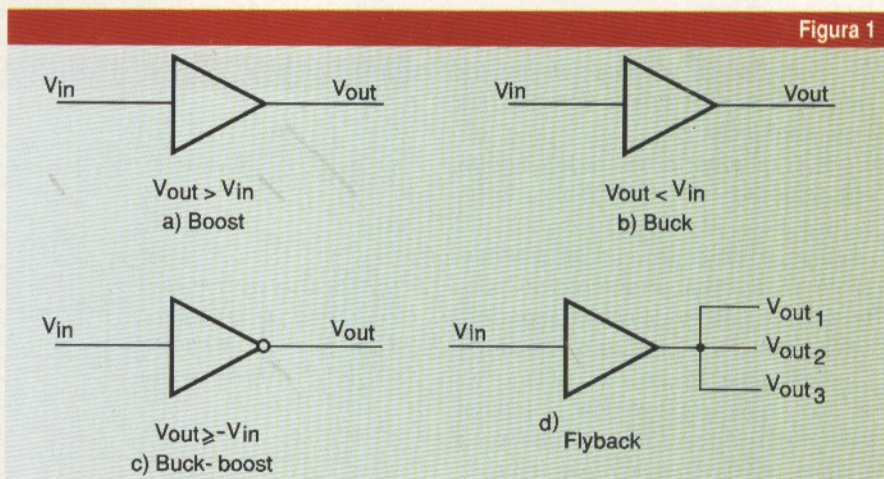 Figura 1
Vin
Vout
Vout > Vin
a) Boost
Vin
Vout
Vout < Vin
b) Buck
Vin
Vout
Vout ⩾ -Vin
c) Buck- boost
Vin
Vout1
Vout2
Vout3
d) Flyback